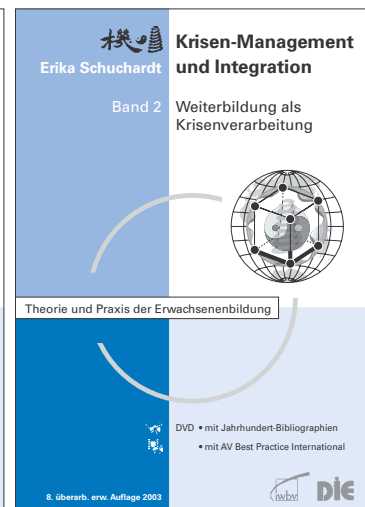 Krisen-Management
Erika Schuchardt und Integration
Band 2 Weiterbildung als
Krisenverarbeitung
Theorie und Praxis der Erwachsenenbildung
DVD • mit Jahrhundert-Bibliographien
• mit AV Best Practice International
8. überarb. erw. Auflage 2003
wbv DIE